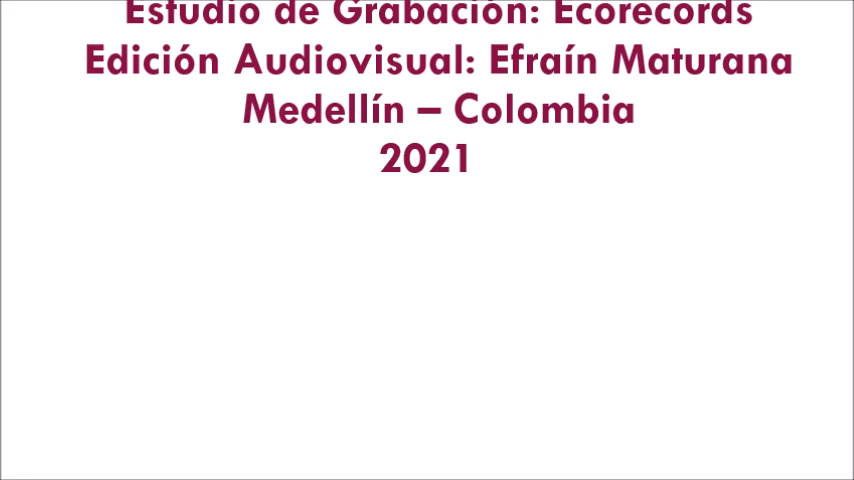 Estudio de Grabación: Ecorecords
Edición Audiovisual: Efraín Maturana
Medellín – Colombia
2021